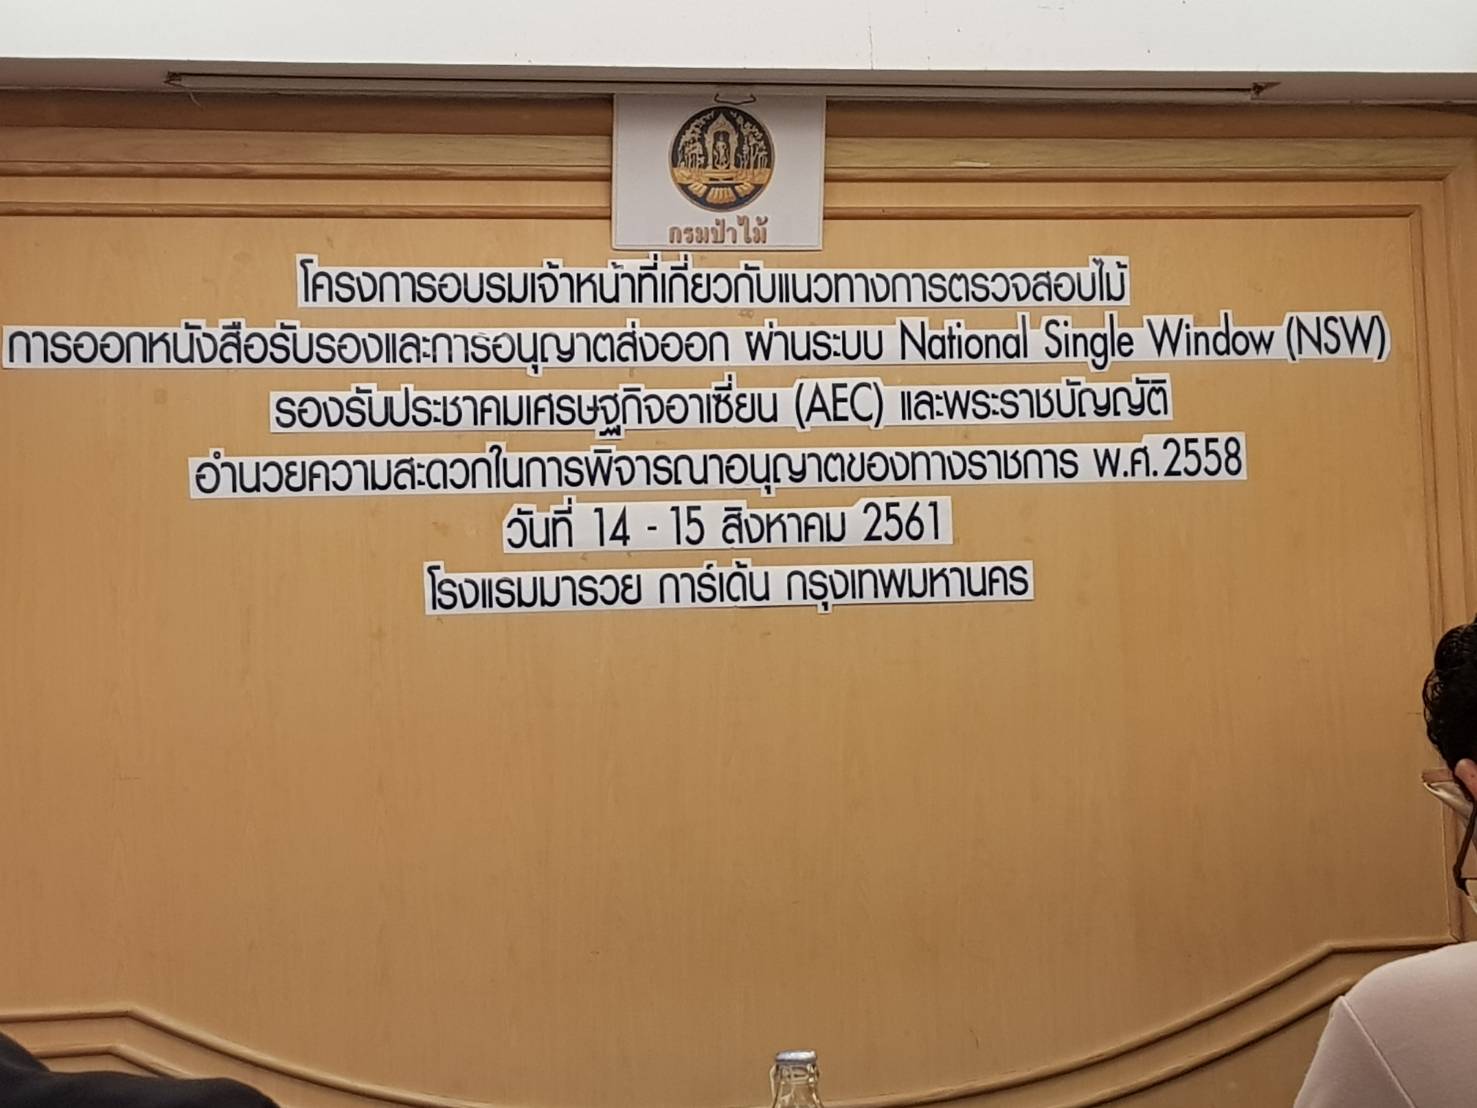 กรมป่าไม้
โครงการอบรมเจ้าหน้าที่เกี่ยวกับแนวทางการตรวจสอบไม้
การออกหนังสือรับรองและการอนุญาตส่งออก ผ่านระบบ National Single Window (NSW)
รองรับประชาคมเศรษฐกิจอาเซี่ยน (AEC) และพระราชบัญญัติ
อำนวยความสะดวกในการพิจารณาอนุญาตของทางราชการ พ.ศ.2558
วันที่ 14 - 15 สิงหาคม 2561
โรงแรมมารวย การ์เด้น กรุงเทพมหานคร